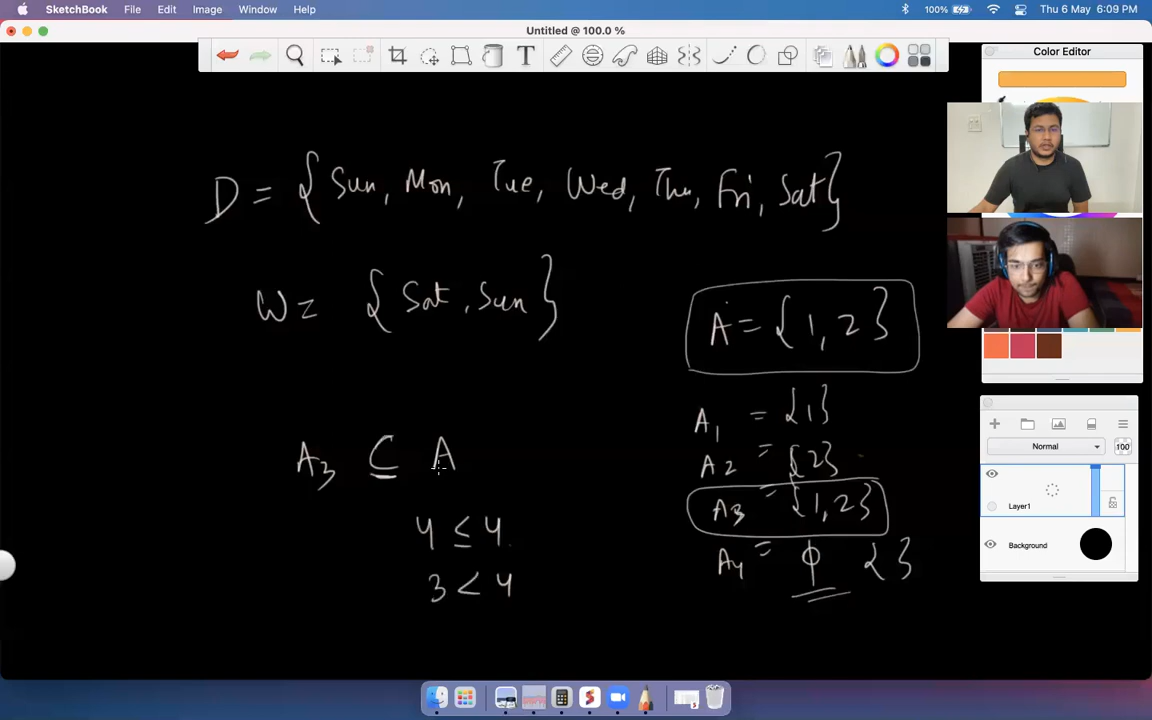 SketchBook File Edit Image Window Help 100% Thu 6 May 6:09 PM
Untitled @ 100.0 %
Color Editor
D = {Sun, Mon, Tue, Wed, Thu, Fri, Sat}
W = {Sat, Sun}
A = {1, 2}
A₁ = {1}
A₂ = {2}
A₃ ⊆ A
A₃ = {1, 2}
4 ≤ 4
A₄ = ϕ { }
3 < 4
Normal 100
Layer1
Background